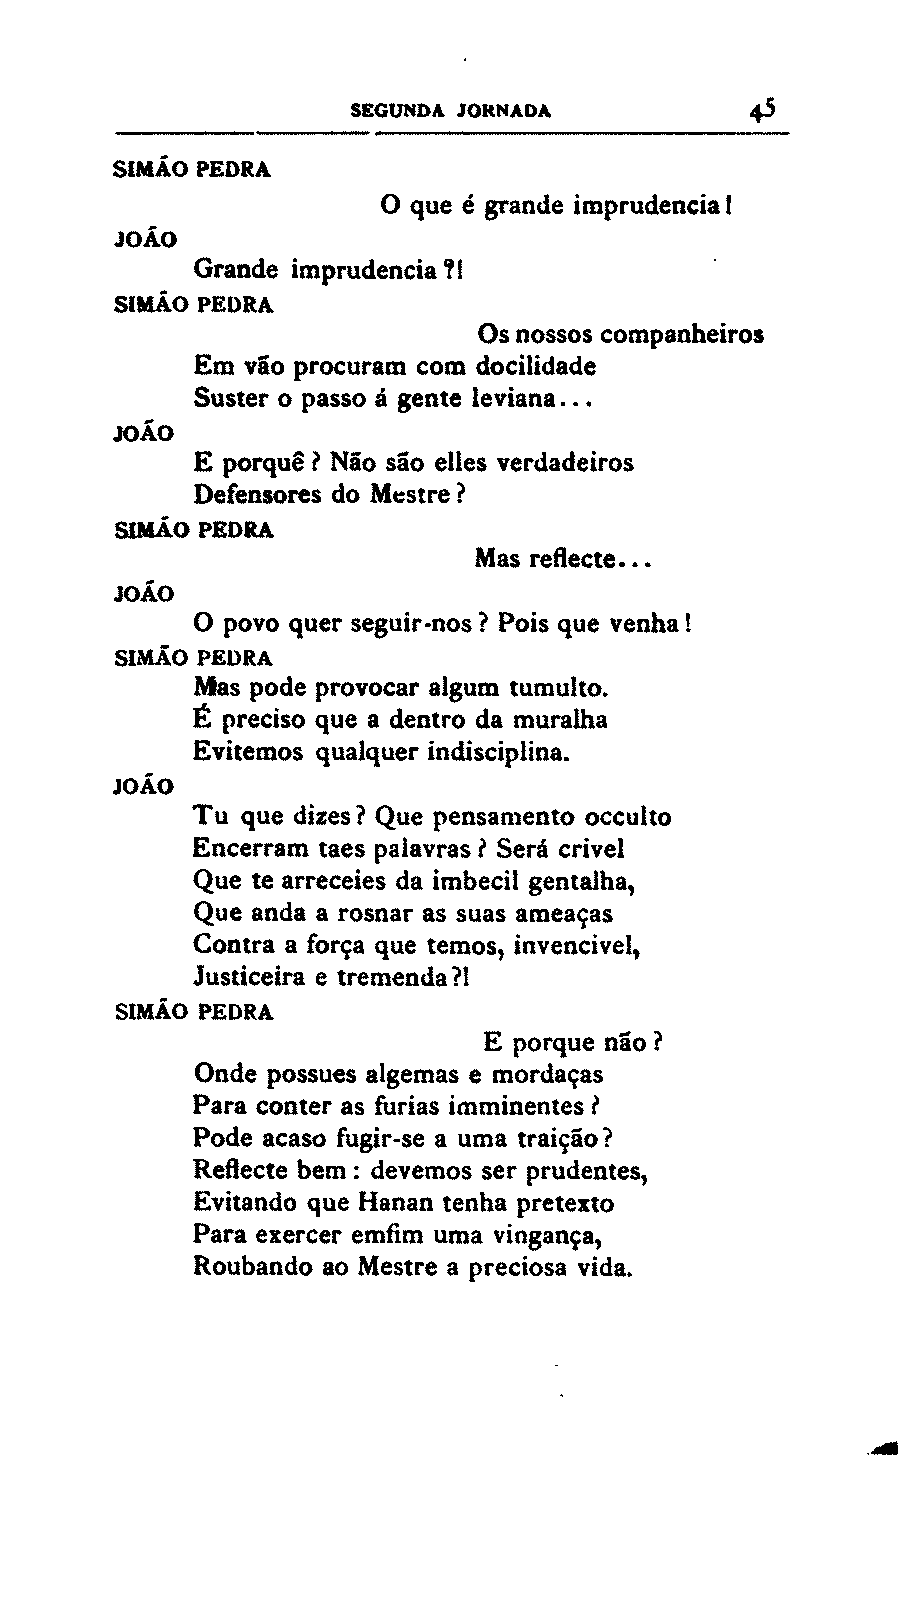 SEGUNDA JORNADA 45
SIMÃO PEDRA
O que é grande imprudencia!
JOÃO
Grande imprudencia?!
SIMÃO PEDRA
Os nossos companheiros
Em vão procuram com docilidade
Suster o passo á gente leviana...
JOÃO
E porquê? Não são elles verdadeiros
Defensores do Mestre?
SIMÃO PEDRA
Mas reflecte...
JOÃO
O povo quer seguir-nos? Pois que venha!
SIMÃO PEDRA
Mas pode provocar algum tumulto.
É preciso que a dentro da muralha
Evitemos qualquer indisciplina.
JOÃO
Tu que dizes? Que pensamento occulto
Encerram taes palavras? Será crivel
Que te arreceies da imbecil gentalha,
Que anda a rosnar as suas ameaças
Contra a força que temos, invencivel,
Justiceira e tremenda?!
SIMÃO PEDRA
E porque não?
Onde possues algemas e mordaças
Para conter as furias imminentes?
Pode acaso fugir-se a uma traição?
Reflecte bem: devemos ser prudentes,
Evitando que Hanan tenha pretexto
Para exercer emfim uma vingança,
Roubando ao Mestre a preciosa vida.